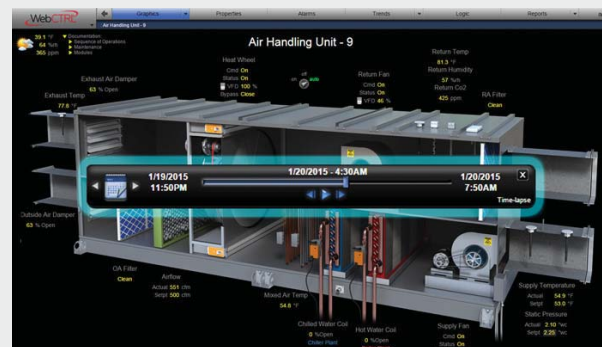 WebCTRL
Graphics
Properties
Alarms
Trends
Logic
Reports
Air Handling Unit - 9
39.1 °F
64 %rh
365 ppm
Documentation:
Sequence of Operations
Maintenance
Modules
Air Handling Unit - 9
Heat Wheel
Cmd On
Status On
VFD 100 %
Bypass Close
on
off
auto
Return Fan
Cmd On
Status On
VFD 46 %
Return Temp
81.3 °F
Return Humidity
57 %rh
Return Co2
425 ppm
RA Filter
Clean
Exhaust Air Damper
63 % Open
Exhaust Temp
77.8 °F
1/19/2015
11:50PM
1/20/2015 - 4:30AM
1/20/2015
7:50AM
X
Time-lapse
Outside Air Damper
63 % Open
OA Filter
Clean
Airflow
Actual 551 cfm
Setpt 500 cfm
Mixed Air Temp
54.8 °F
Chilled Water Coil
0 %Open
Chiller Plant
Hot Water Coil
0 %Open
Supply Fan
Cmd On
Status On
Supply Temperature
Actual 54.9 °F
Setpt 53.0 °F
Static Pressure
Actual 2.10 "wc
Setpt 2.25 "wc